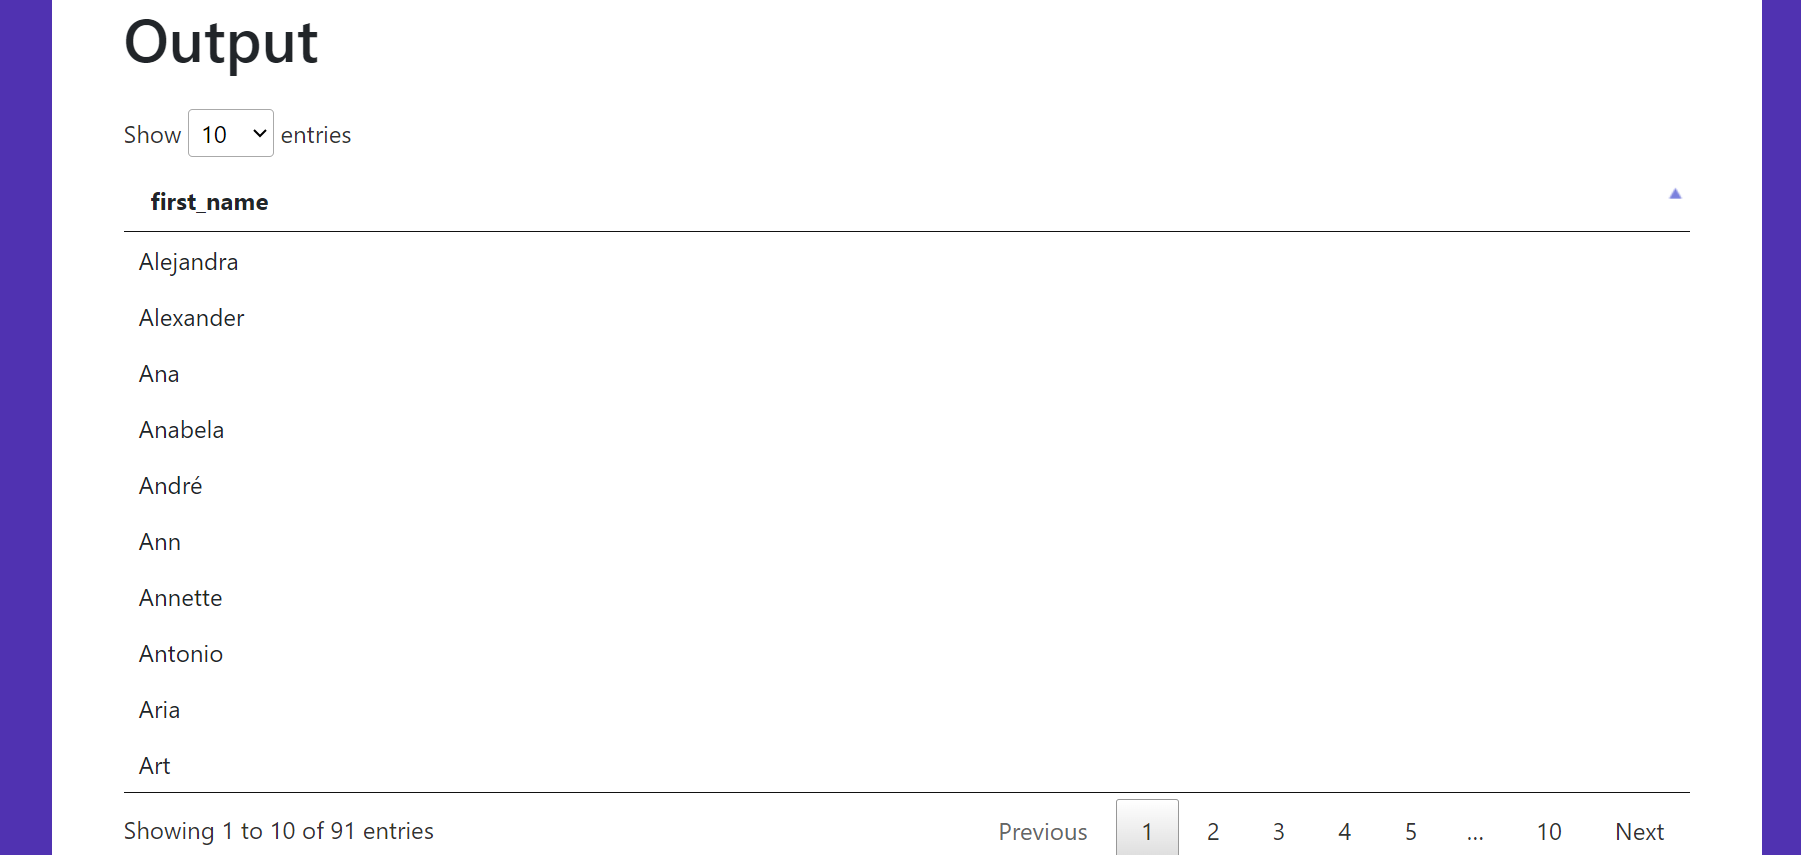 Output
Show 10 entries
first_name
Alejandra
Alexander
Ana
Anabela
André
Ann
Annette
Antonio
Aria
Art
Showing 1 to 10 of 91 entries Previous 1 2 3 4 5 ... 10 Next